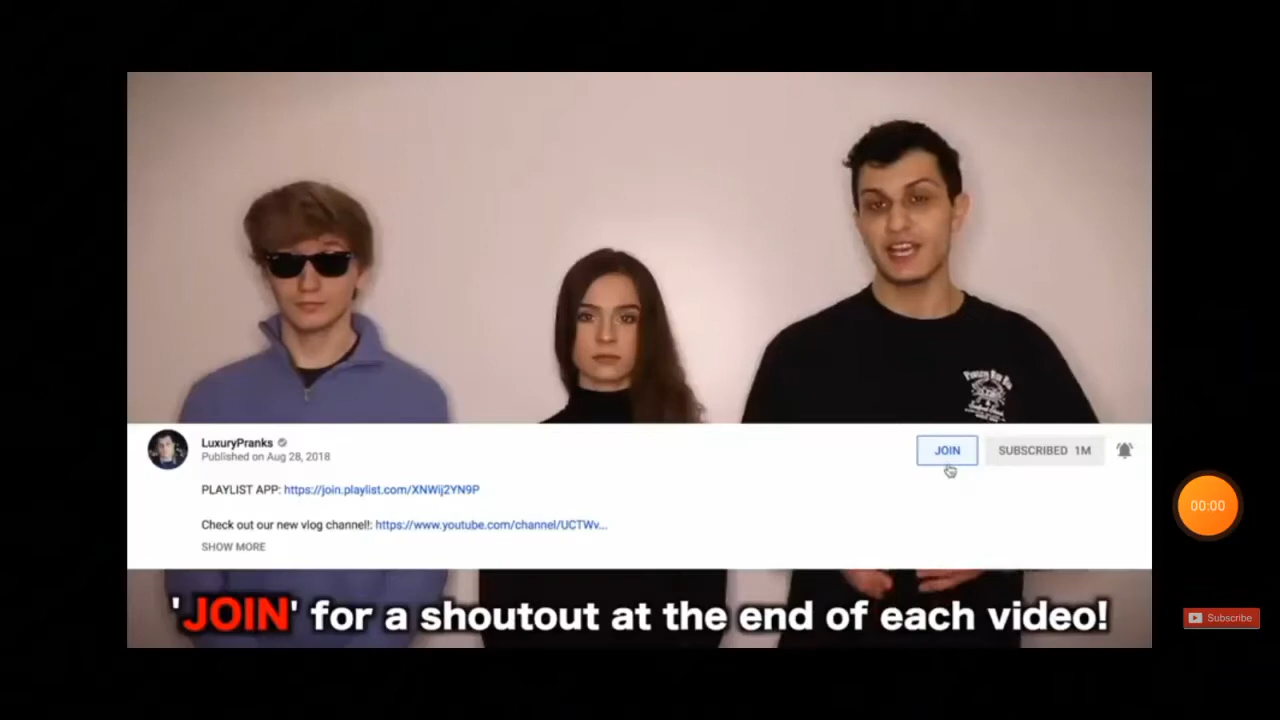 LuxuryPranks
Published on Aug 28, 2018
JOIN
SUBSCRIBED 1M
PLAYLIST APP: https://join.playlist.com/XNWij2YN9P
Check out our new vlog channel!: https://www.youtube.com/channel/UCTWv...
SHOW MORE
00:00
Subscribe
'JOIN' for a shoutout at the end of each video!